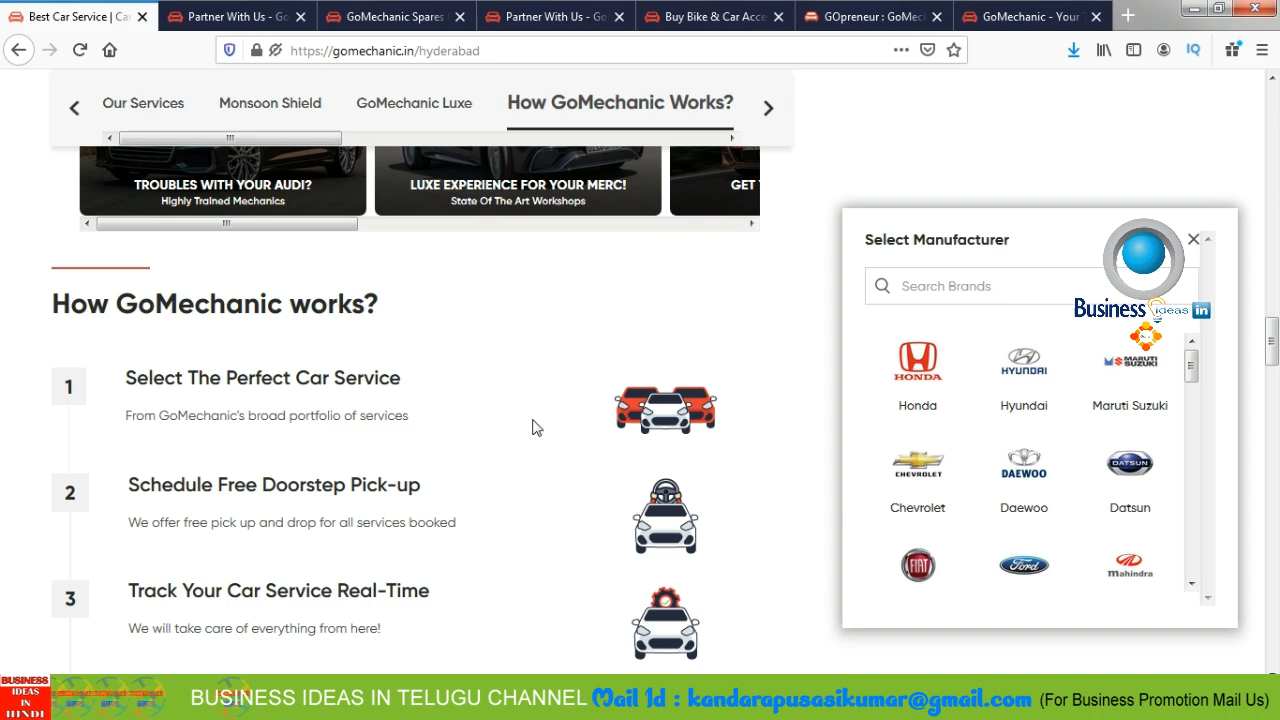 Best Car Service | Ca
Partner With Us - Go
GoMechanic Spares
Partner With Us - Go
Buy Bike & Car Acce
GOpreneur : GoMec
GoMechanic - Your
https://gomechanic.in/hyderabad
IQ
Our Services
Monsoon Shield
GoMechanic Luxe
How GoMechanic Works?
TROUBLES WITH YOUR AUDI?
Highly Trained Mechanics
LUXE EXPERIENCE FOR YOUR MERC!
State Of The Art Workshops
GET
How GoMechanic works?
1
Select The Perfect Car Service
From GoMechanic's broad portfolio of services
2
Schedule Free Doorstep Pick-up
We offer free pick up and drop for all services booked
3
Track Your Car Service Real-Time
We will take care of everything from here!
Select Manufacturer
Search Brands
Business ideas in
HONDA
HYUNDAI
MARUTI SUZUKI
Honda
Hyundai
Maruti Suzuki
CHEVROLET
DAEWOO
DATSUN
Chevrolet
Daewoo
Datsun
FIAT
Ford
Mahindra
BUSINESS
IDEAS
IN
HINDI
BUSINESS IDEAS IN TELUGU CHANNEL
Mail Id : kandarapusasikumar@gmail.com
(For Business Promotion Mail Us)